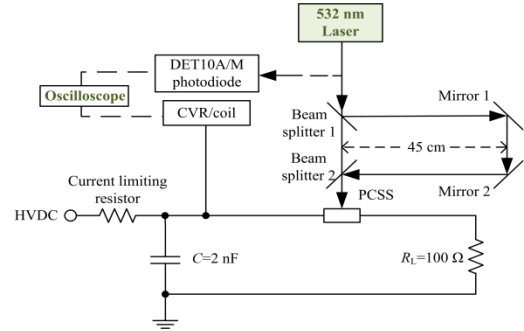 532 nm
Laser
DET10A/M
photodiode
Oscilloscope
CVR/coil
Beam
splitter 1
Mirror 1
45 cm
Beam
splitter 2
Mirror 2
PCSS
Current limiting
resistor
HVDC
C=2 nF
RL=100 Ω